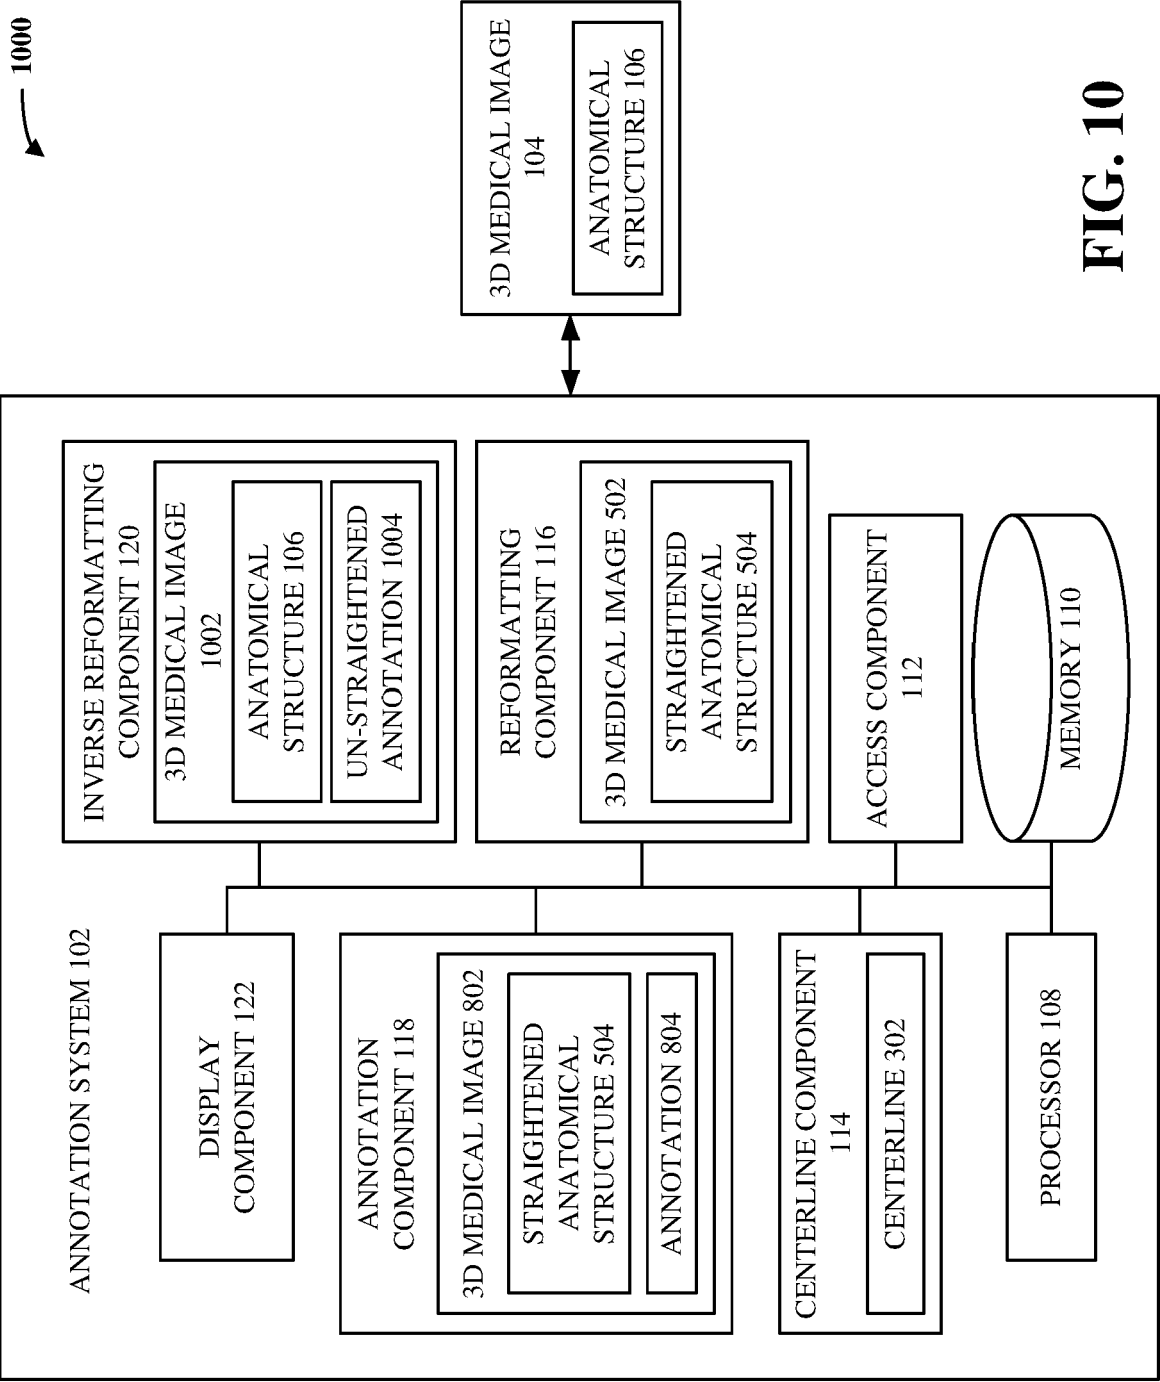 1000
ANNOTATION SYSTEM 102
DISPLAY
COMPONENT 122
INVERSE REFORMATTING
COMPONENT 120
3D MEDICAL IMAGE
1002
ANATOMICAL
STRUCTURE 106
UN-STRAIGHTENED
ANNOTATION 1004
ANNOTATION
COMPONENT 118
3D MEDICAL IMAGE 802
STRAIGHTENED
ANATOMICAL
STRUCTURE 504
ANNOTATION 804
REFORMATTING
COMPONENT 116
3D MEDICAL IMAGE 502
STRAIGHTENED
ANATOMICAL
STRUCTURE 504
CENTERLINE COMPONENT
114
CENTERLINE 302
ACCESS COMPONENT
112
PROCESSOR 108
MEMORY 110
3D MEDICAL IMAGE
104
ANATOMICAL
STRUCTURE 106
FIG. 10